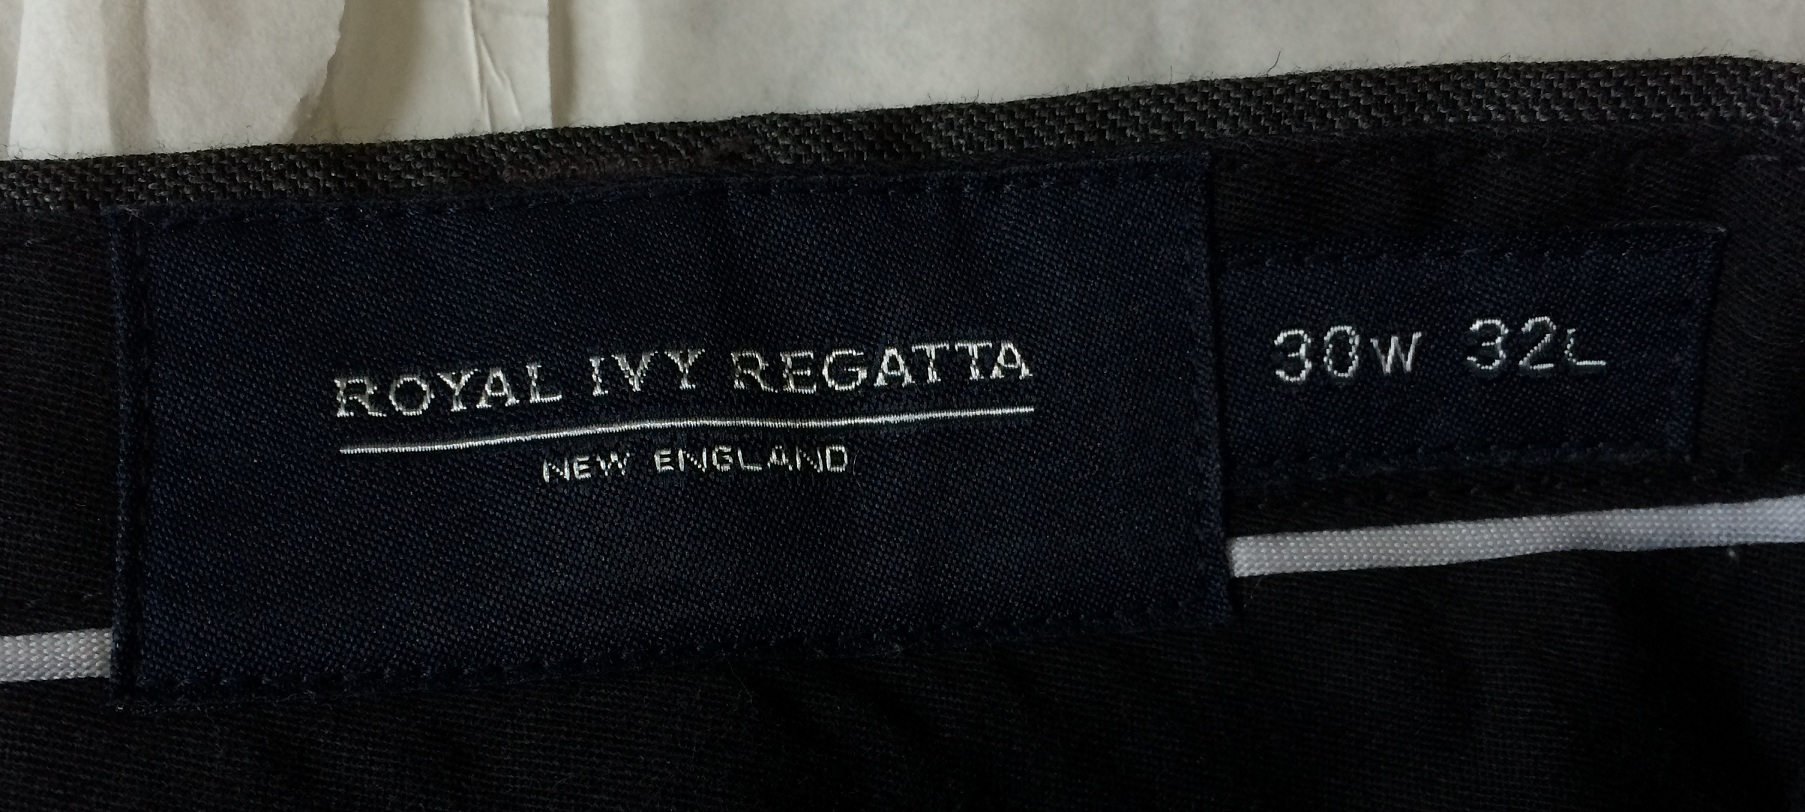 ROYAL IVY REGATTA
NEW ENGLAND
30W 32L